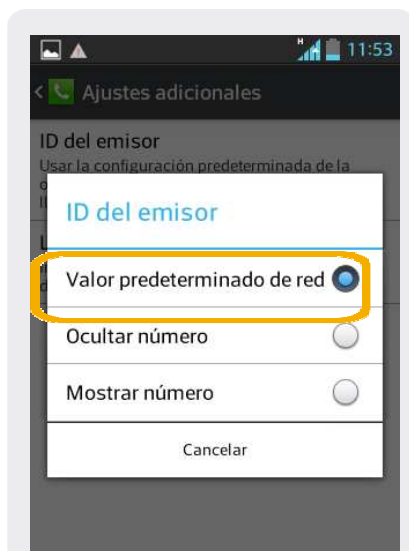 H
11:53
Ajustes adicionales
ID del emisor
Usar la configuración predeterminada de la
ID del emisor
Valor predeterminado de red
Ocultar número
Mostrar número
Cancelar